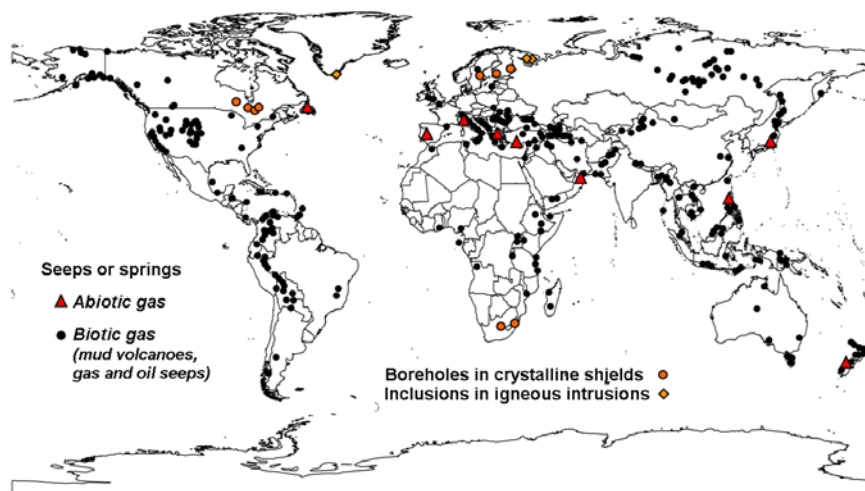 Seeps or springs
Abiotic gas
Biotic gas
(mud volcanoes,
gas and oil seeps)
Boreholes in crystalline shields
Inclusions in igneous intrusions